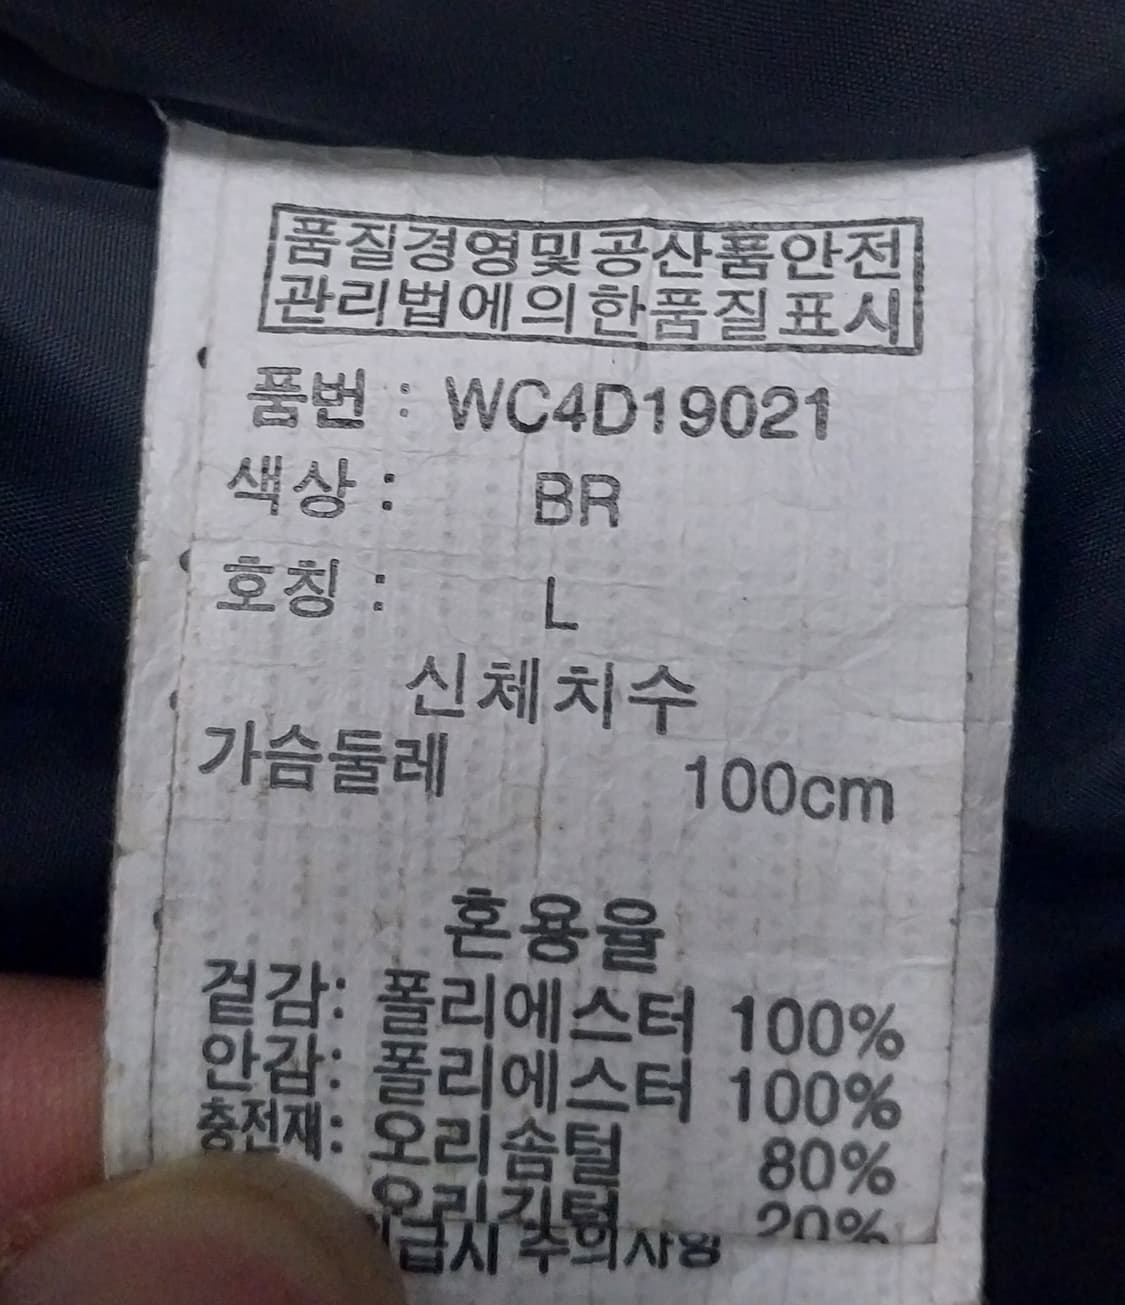 품질경영및공산품안전
관리법에의한품질표시
품번 : WC4D19021
색상 : BR
호칭 : L
신체치수
가슴둘레 100cm
혼용율
겉감: 폴리에스터 100%
안감: 폴리에스터 100%
충전재: 오리솜털 80%
오리깃털 20%
취급시 주의사항